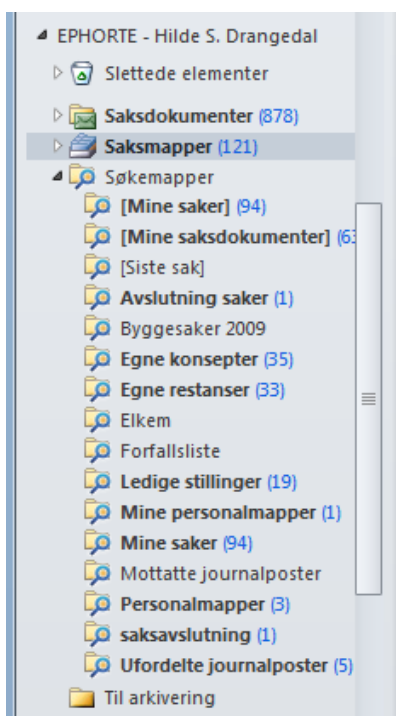 EPHORTE - Hilde S. Drangedal
Slettede elementer
Saksdokumenter (878)
Saksmapper (121)
Søkemapper
[Mine saker] (94)
[Mine saksdokumenter]
[Siste sak]
Avslutning saker (1)
Byggesaker 2009
Egne konsepter (35)
Egne restanser (33)
Elkem
Forfallsliste
Ledige stillinger (19)
Mine personalmapper (1)
Mine saker (94)
Mottatte journalposter
Personalmapper (3)
saksavslutning (1)
Ufordelte journalposter (5)
Til arkivering